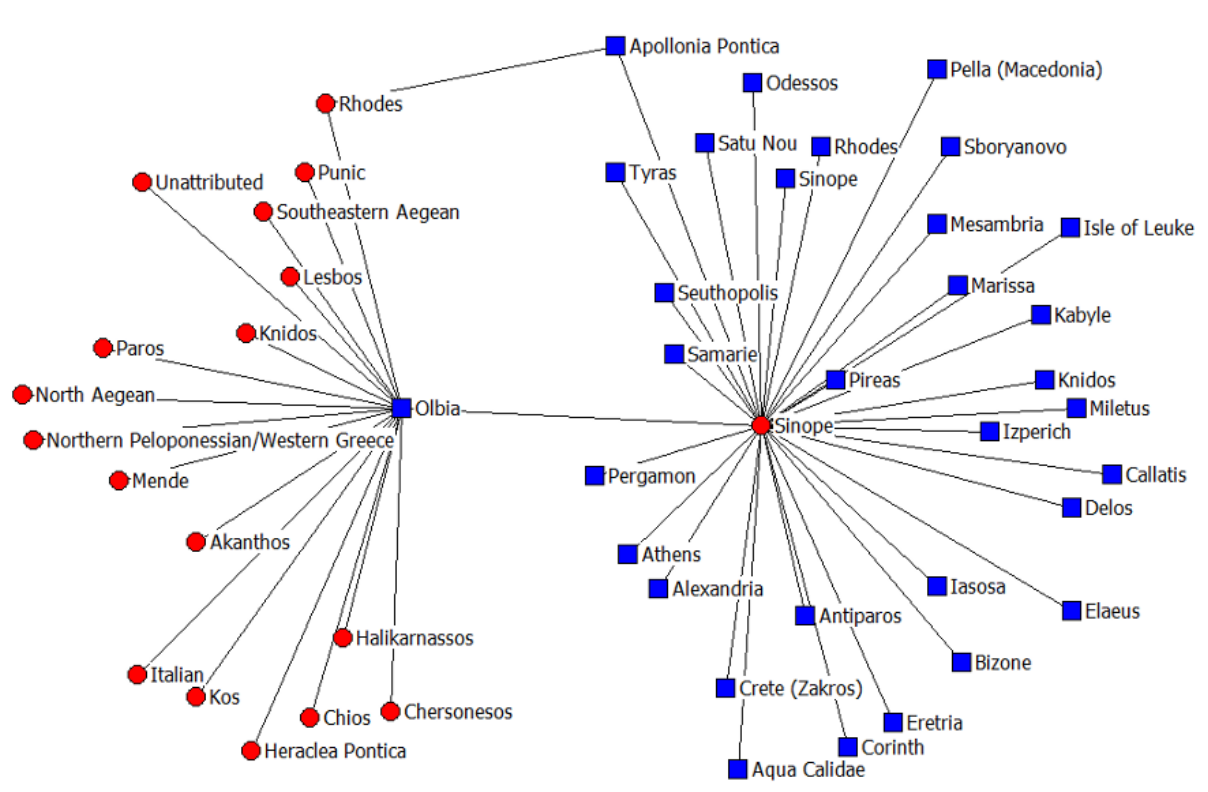 Apollonia Pontica
Pella (Macedonia)
Odessos
Rhodes
Satu Nou
Rhodes
Sboryanovo
Punic
Tyras
Sinope
Unattributed
Southeastern Aegean
Mesambria
Isle of Leuke
Lesbos
Marissa
Seuthopolis
Kabyle
Knidos
Paros
Samarie
Pireas
Knidos
North Aegean
Olbia
Miletus
Sinope
Izperich
Northern Peloponessian/Western Greece
Pergamon
Callatis
Mende
Delos
Akanthos
Athens
Alexandria
Iasosa
Elaeus
Antiparos
Halikarnassos
Bizone
Italian
Crete (Zakros)
Kos
Chersonesos
Chios
Eretria
Corinth
Heraclea Pontica
Aqua Calidae